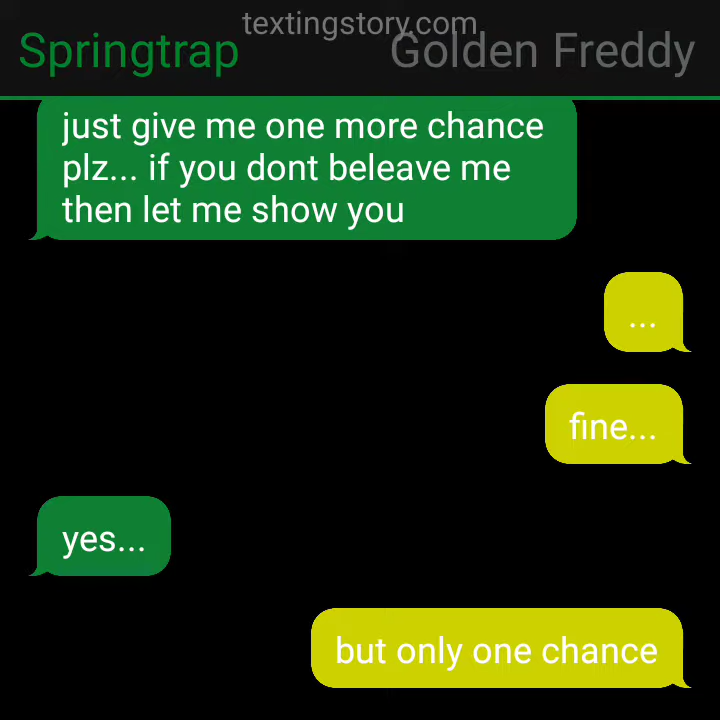 textingstory.com
Springtrap
Golden Freddy
just give me one more chance
plz... if you dont beleave me
then let me show you
...
fine...
yes...
but only one chance